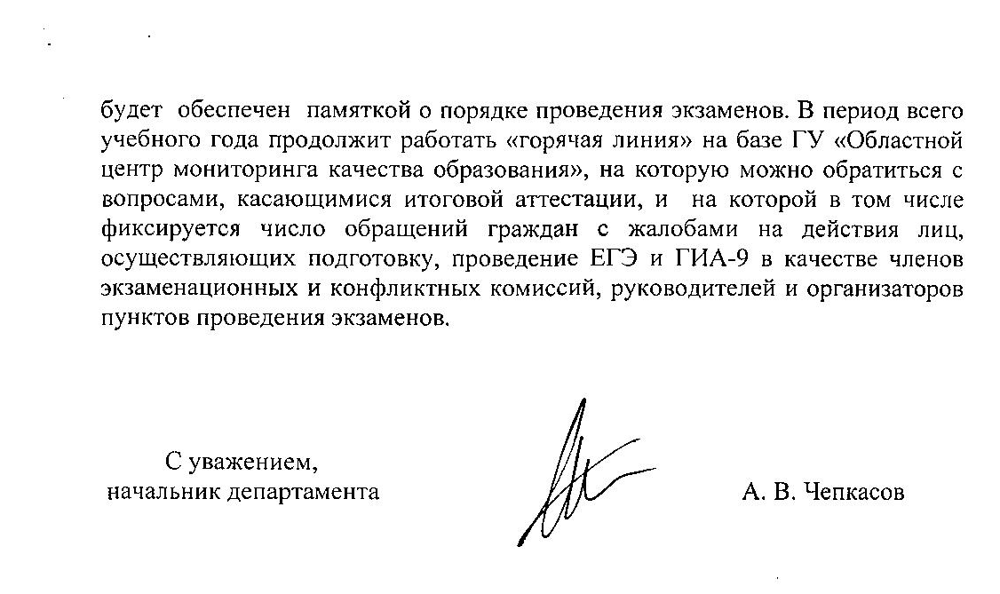 будет обеспечен памяткой о порядке проведения экзаменов. В период всего
учебного года продолжит работать «горячая линия» на базе ГУ «Областной
центр мониторинга качества образования», на которую можно обратиться с
вопросами, касающимися итоговой аттестации, и на которой в том числе
фиксируется число обращений граждан с жалобами на действия лиц,
осуществляющих подготовку, проведение ЕГЭ и ГИА-9 в качестве членов
экзаменационных и конфликтных комиссий, руководителей и организаторов
пунктов проведения экзаменов.
С уважением,
начальник департамента А. В. Чепкасов